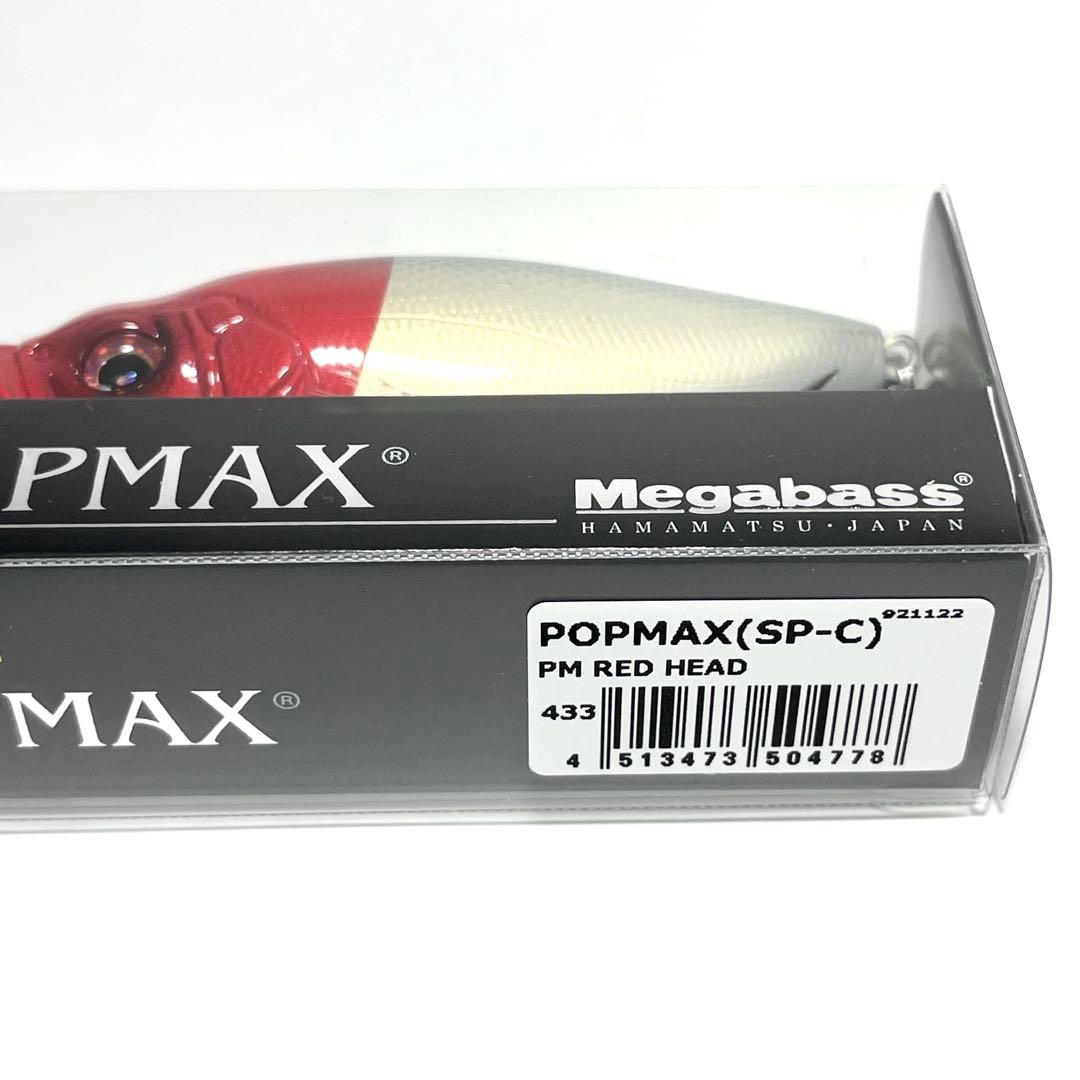 PMAX®
Megabass®
HAMAMATSU·JAPAN
MAX®
921122
POPMAX(SP-C)
PM RED HEAD
433
4 513473 504778